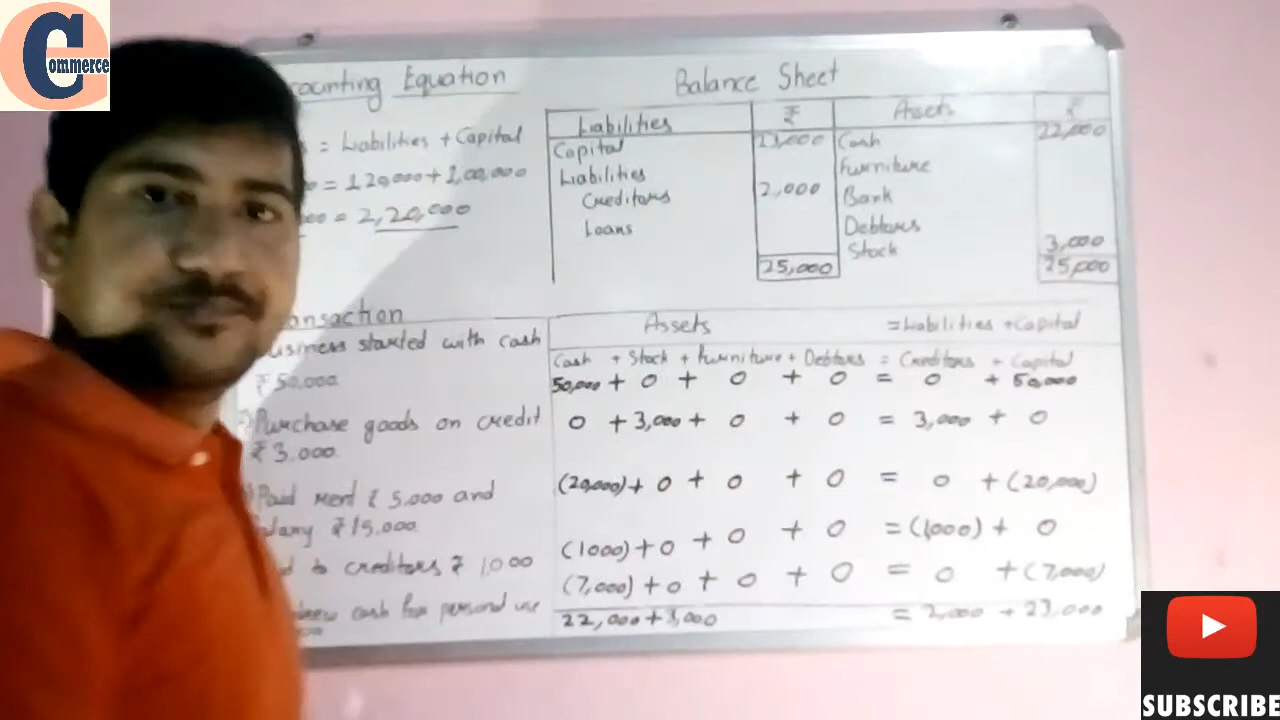 Commerce
counting Equation
= Liabilities + Capital
= 120,000 + 1,00,000
000 = 2,20,000
Balance Sheet
Liabilities ₹ Assets ₹
Capital 23,000 Cash 22,000
Liabilities Furniture
Creditors 2,000 Bank
Loans Debtors
Stock 3,000
25,000 25,000
ansaction
usiness started with cash
₹ 50,000
Purchase goods on credit
₹ 3,000.
Paid rent ₹ 5,000 and
alary ₹ 15,000
d to creditors ₹ 1,000
drew cash for personal use
Assets = Liabilities + Capital
Cash + Stock + Furniture + Debtors = Creditors + Capital
50,000 + 0 + 0 + 0 = 0 + 50,000
0 + 3,000 + 0 + 0 = 3,000 + 0
(20,000) + 0 + 0 + 0 = 0 + (20,000)
(1000) + 0 + 0 + 0 = (1,000) + 0
(7,000) + 0 + 0 + 0 = 0 + (7,000)
22,000 + 3,000 = 2,000 + 23,000
SUBSCRIBE